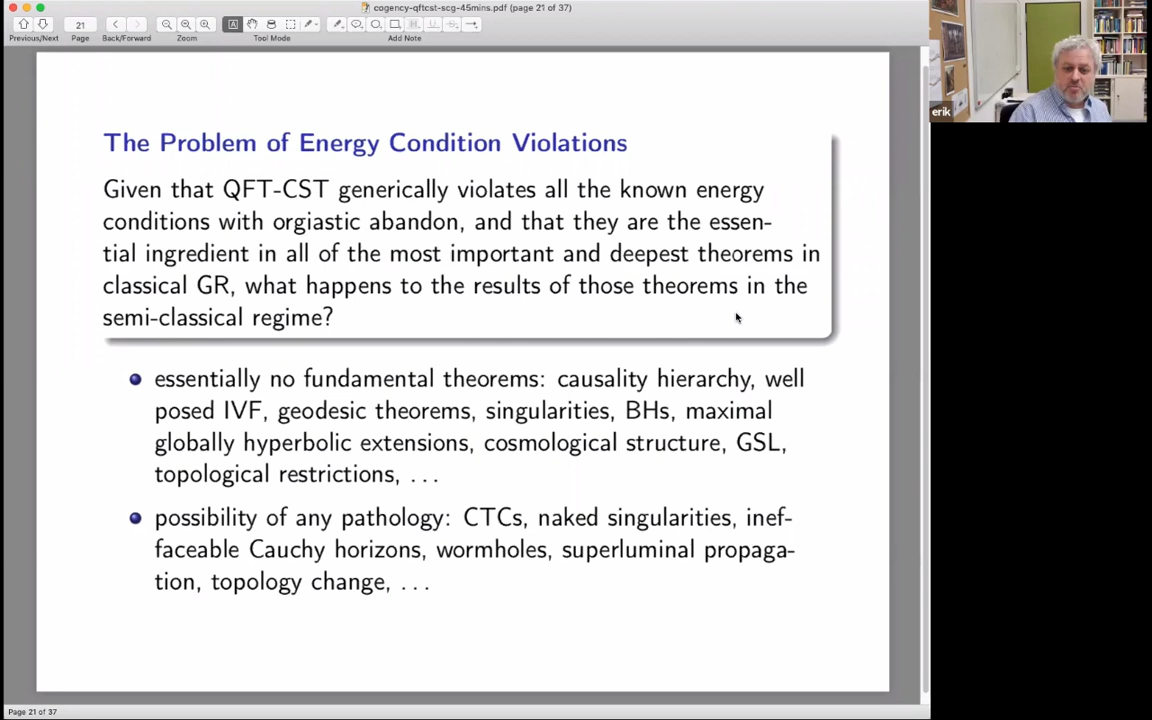 cogency-qftcst-scg-45mins.pdf (page 21 of 37)
21
Previous/Next Page Back/Forward Zoom Tool Mode Add Note
erik
The Problem of Energy Condition Violations
Given that QFT-CST generically violates all the known energy
conditions with orgiastic abandon, and that they are the essen-
tial ingredient in all of the most important and deepest theorems in
classical GR, what happens to the results of those theorems in the
semi-classical regime?
essentially no fundamental theorems: causality hierarchy, well
posed IVF, geodesic theorems, singularities, BHs, maximal
globally hyperbolic extensions, cosmological structure, GSL,
topological restrictions, ...
possibility of any pathology: CTCs, naked singularities, inef-
faceable Cauchy horizons, wormholes, superluminal propaga-
tion, topology change, ...
Page 21 of 37